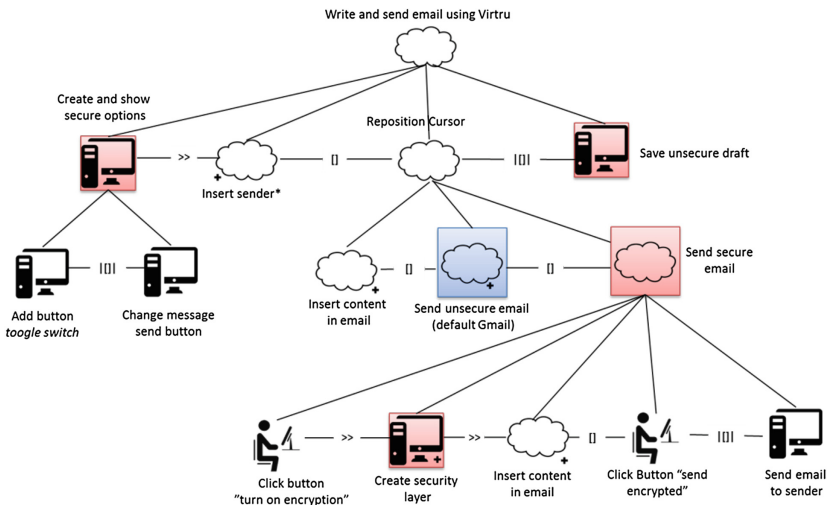 Write and send email using Virtru
Create and show
secure options
Reposition Cursor
>>
[]
|[]|
Save unsecure draft
Insert sender*
+
|[]|
[]
[]
Send secure
email
Add button
toogle switch
Change message
send button
Insert content
in email
+
Send unsecure email
(default Gmail)
+
>>
>>
[]
|[]|
Click button
”turn on encryption”
Create security
layer
+
Insert content
in email
+
Click Button “send
encrypted”
Send email
to sender